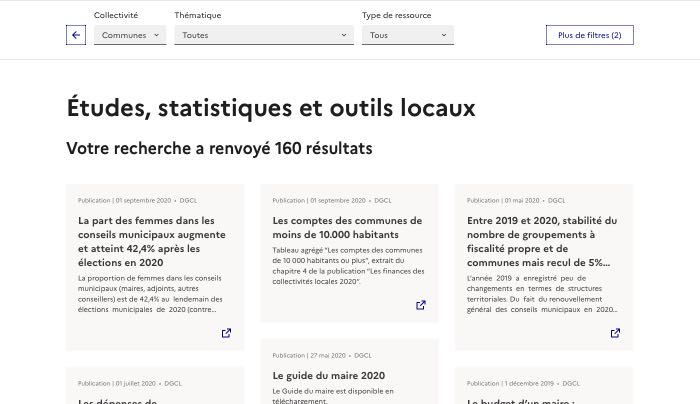 Collectivité
Thématique
Type de ressource
Communes
Toutes
Tous
Plus de filtres (2)
Études, statistiques et outils locaux
Votre recherche a renvoyé 160 résultats
Publication | 01 septembre 2020 • DGCL
La part des femmes dans les
conseils municipaux augmente
et atteint 42,4% après les
élections en 2020
La proportion de femmes dans les conseils
municipaux (maires, adjoints, autres
conseillers) est de 42,4% au lendemain des
élections municipales de 2020 (contre…
Publication | 01 septembre 2020 • DGCL
Les comptes des communes de
moins de 10.000 habitants
Tableau agrégé "Les comptes des communes
de 10 000 habitants ou plus", extrait du
chapitre 4 de la publication "Les finances des
collectivités locales 2020".
Publication | 01 mai 2020 • DGCL
Entre 2019 et 2020, stabilité du
nombre de groupements à
fiscalité propre et de
communes mais recul de 5%…
L'année 2019 a enregistré peu de
changements en termes de structures
territoriales. Du fait du renouvellement
général des conseils municipaux en 2020…
Publication | 01 juillet 2020 • DGCL
Les dépenses de
Publication | 27 mai 2020 • DGCL
Le guide du maire 2020
Le Guide du maire est disponible en
téléchargement.
Publication | 1 décembre 2019 • DGCL
Le budget d'un maire :